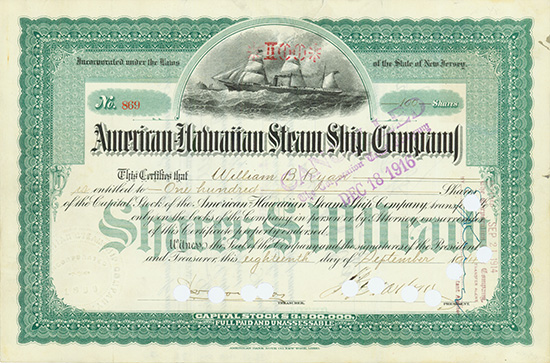 Incorporated under the Laws of the State of New Jersey.
No. 869 Shares
American Hawaiian Steam Ship Company
This Certifies that William B. Ryan
is entitled to One hundred Shares
of the Capital Stock of the American Hawaiian Steam Ship Company, transferable
only on the books of the Company in Person or by Attorney, on surrender
of this Certificate properly endorsed.
Witness the Seal of the Company and the signatures of the President
and Treasurer, this eighteenth day of September
CANCELLED
DEC 18 1916
TREASURER. PRESIDENT.
CAPITAL STOCK $ 5,500,000.
FULL PAID AND UNASSESSABLE.